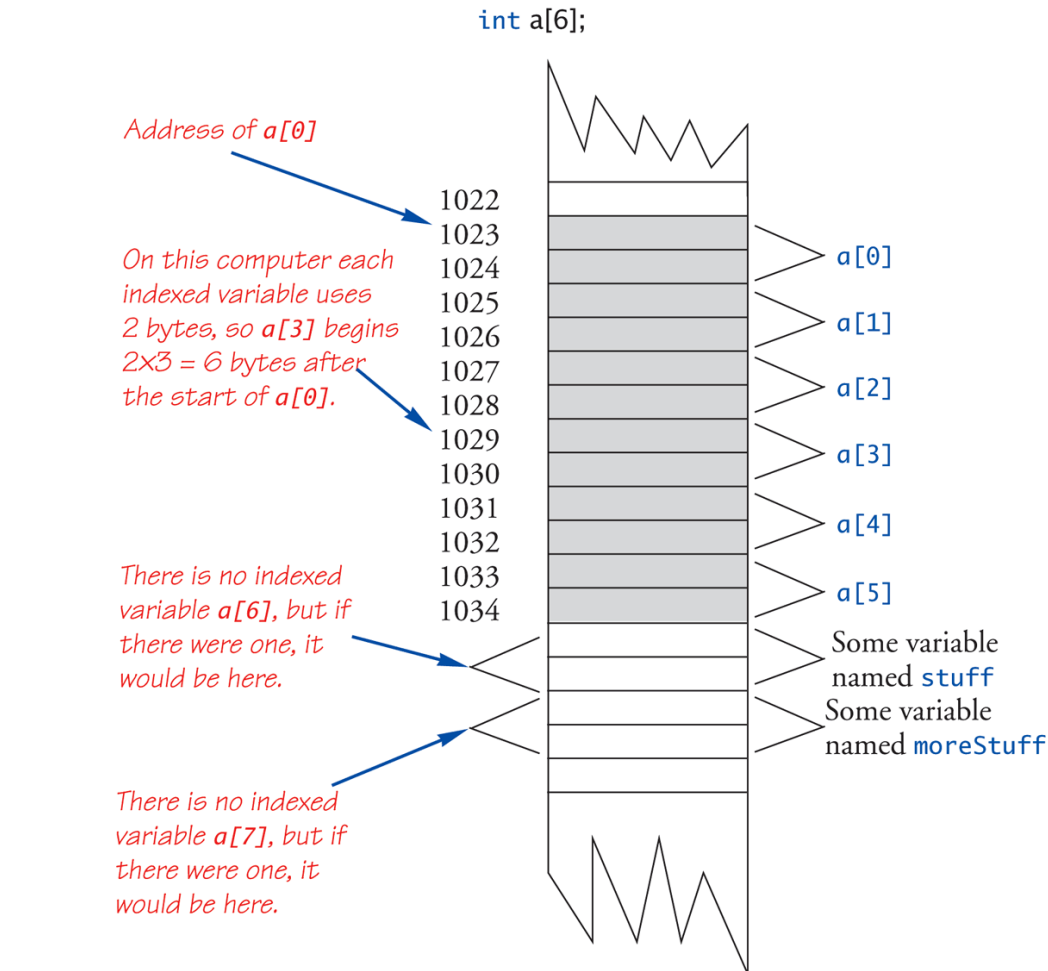 int a[6];
Address of a[0]
1022
1023
1024
1025
1026
1027
1028
1029
1030
1031
1032
1033
1034
On this computer each
indexed variable uses
2 bytes, so a[3] begins
2×3 = 6 bytes after
the start of a[0].
There is no indexed
variable a[6], but if
there were one, it
would be here.
There is no indexed
variable a[7], but if
there were one, it
would be here.
a[0]
a[1]
a[2]
a[3]
a[4]
a[5]
Some variable
named stuff
Some variable
named moreStuff